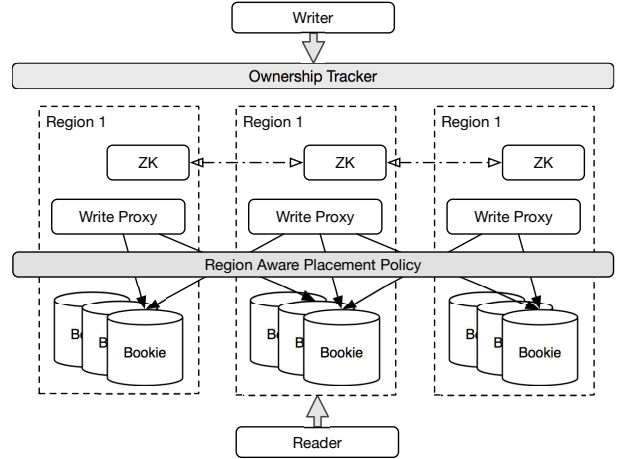 Writer
Ownership Tracker
Region 1
Region 1
Region 1
ZK
ZK
ZK
Write Proxy
Write Proxy
Write Proxy
Region Aware Placement Policy
Bookie
Bookie
Bookie
Reader